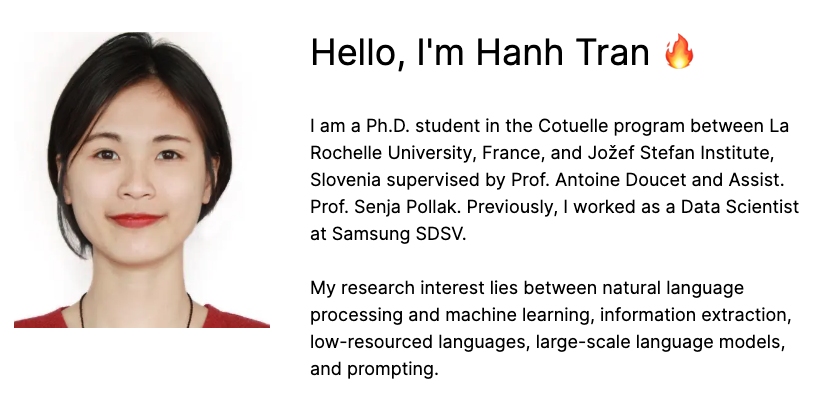 Hello, I'm Hanh Tran 🔥
I am a Ph.D. student in the Cotuelle program between La
Rochelle University, France, and Jožef Stefan Institute,
Slovenia supervised by Prof. Antoine Doucet and Assist.
Prof. Senja Pollak. Previously, I worked as a Data Scientist
at Samsung SDSV.
My research interest lies between natural language
processing and machine learning, information extraction,
low-resourced languages, large-scale language models,
and prompting.